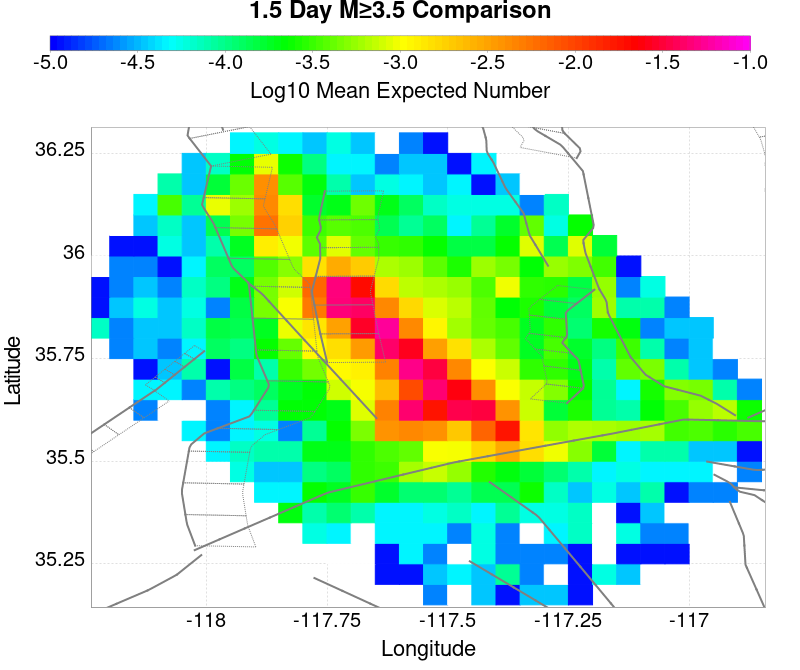 1.5 Day M≥3.5 Comparison
-5.0 -4.5 -4.0 -3.5 -3.0 -2.5 -2.0 -1.5 -1.0
Log10 Mean Expected Number
36.25
36
35.75
35.5
35.25
Latitude
-118 -117.75 -117.5 -117.25 -117
Longitude